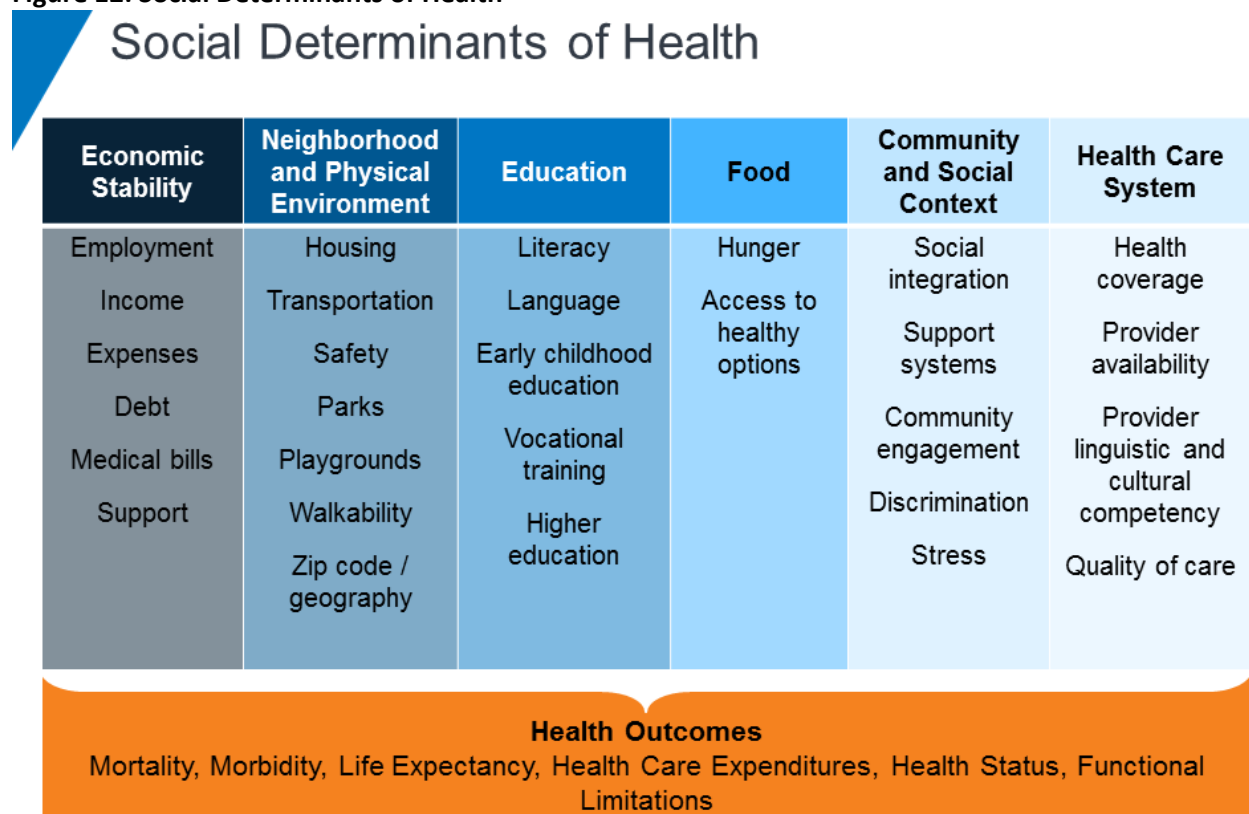 Social Determinants of Health
Economic
Stability
Neighborhood
and Physical
Environment
Education
Food
Community
and Social
Context
Health Care
System
Employment
Income
Expenses
Debt
Medical bills
Support
Housing
Transportation
Safety
Parks
Playgrounds
Walkability
Zip code /
geography
Literacy
Language
Early childhood
education
Vocational
training
Higher
education
Hunger
Access to
healthy
options
Social
integration
Support
systems
Community
engagement
Discrimination
Stress
Health
coverage
Provider
availability
Provider
linguistic and
cultural
competency
Quality of care
Health Outcomes
Mortality, Morbidity, Life Expectancy, Health Care Expenditures, Health Status, Functional
Limitations